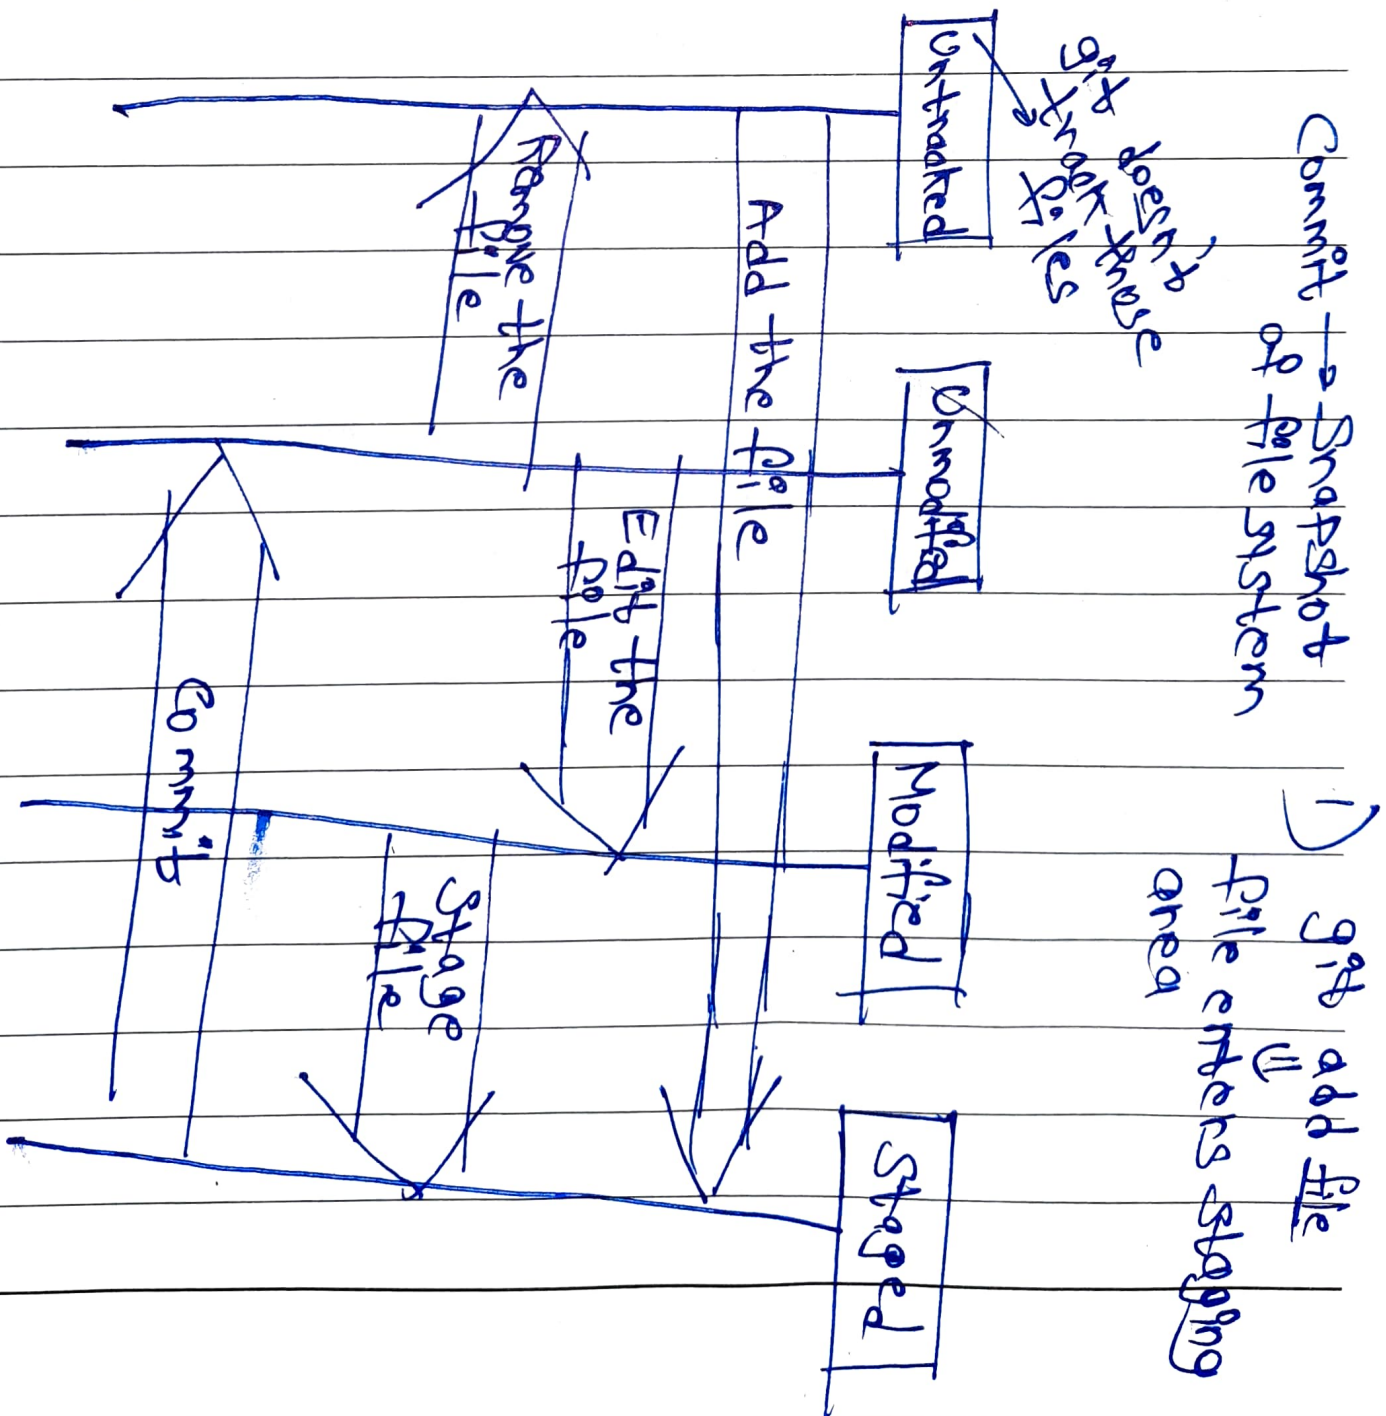 Commit → Snapshot
of file system
1) git add file
⇓
file enters staging
area
git doesn't
track those
files
Untracked
Unmodified
Modified
Staged
Add the file
Edit the
file
Remove the
file
Stage
file
Commit